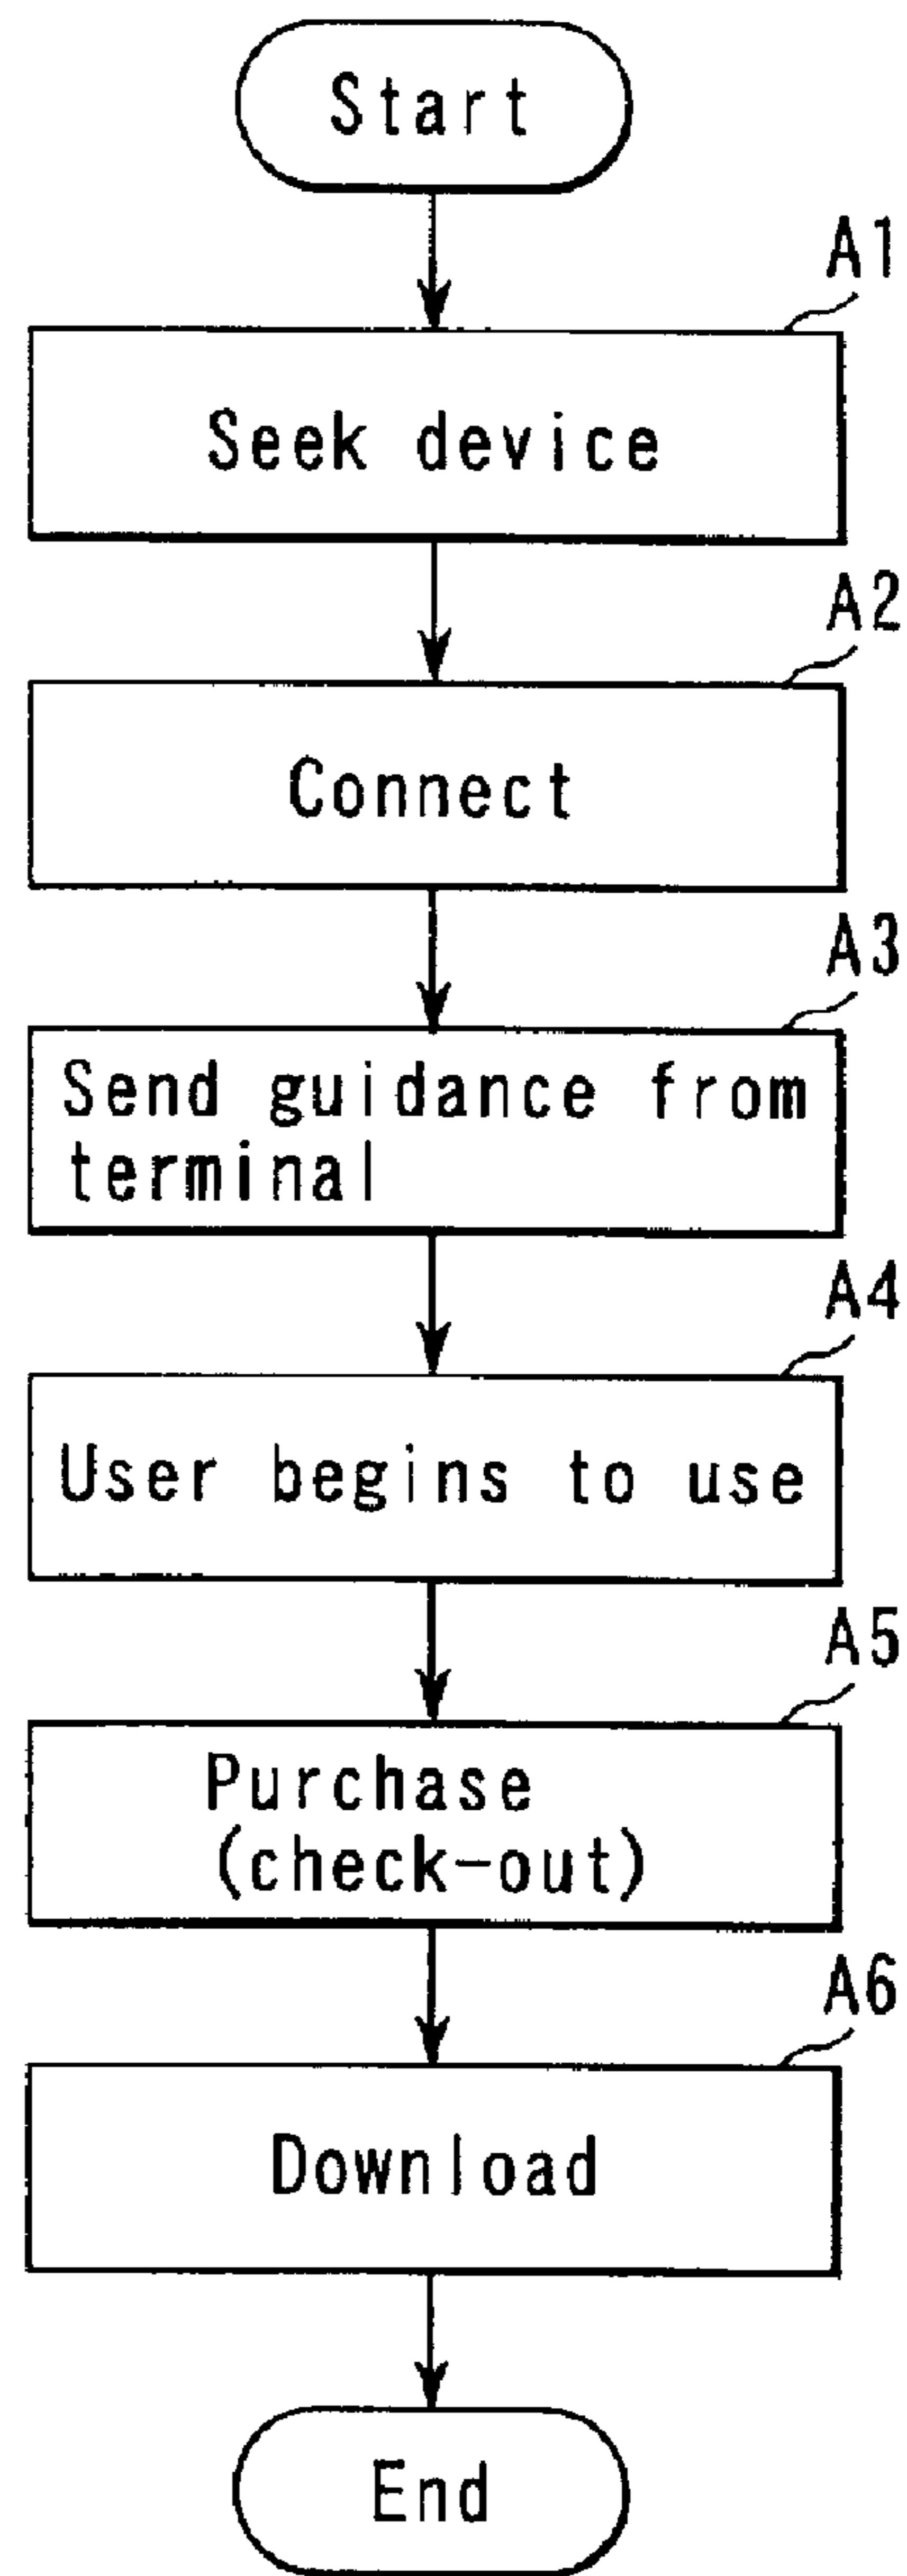 Start
A1
Seek device
A2
Connect
A3
Send guidance from
terminal
A4
User begins to use
A5
Purchase
(check-out)
A6
Download
End